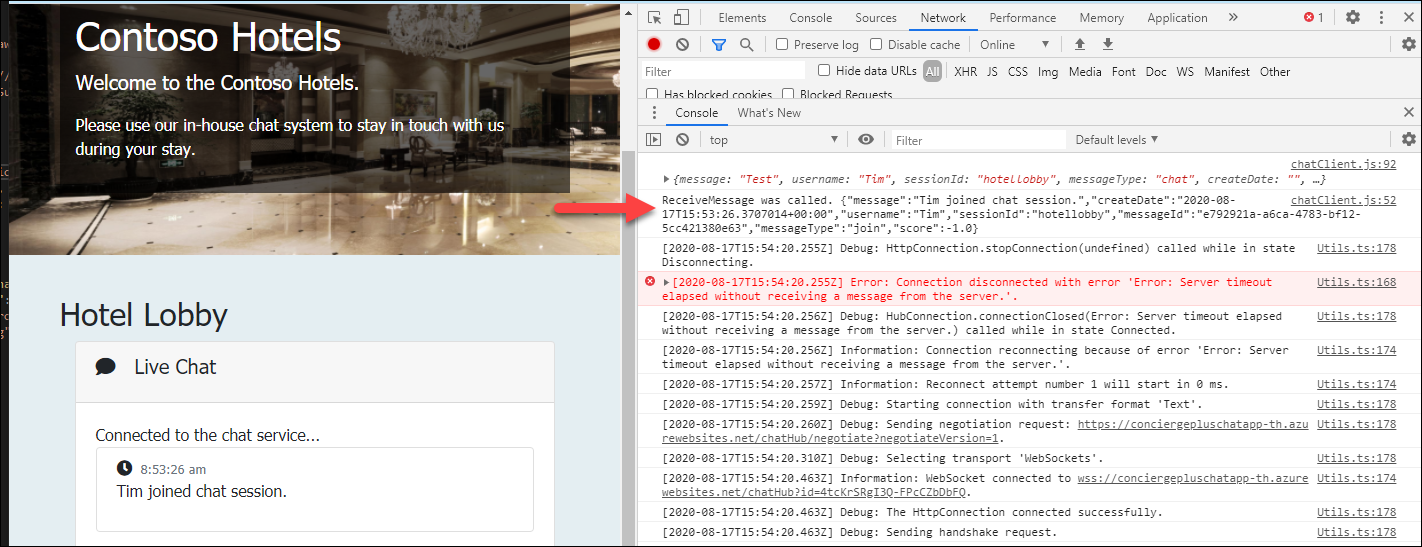 Contoso Hotels
Welcome to the Contoso Hotels.
Please use our in-house chat system to stay in touch with us
during your stay.
Hotel Lobby
Live Chat
Connected to the chat service...
8:53:26 am
Tim joined chat session.
Elements Console Sources Network Performance Memory Application » 1
Preserve log Disable cache Online
Filter Hide data URLs All XHR JS CSS Img Media Font Doc WS Manifest Other
Has blocked cookies Blocked Requests
Console What's New
top Filter Default levels
chatClient.js:92
{message: "Test", username: "Tim", sessionId: "hotellobby", messageType: "chat", createDate: "", …}
ReceiveMessage was called. {"message":"Tim joined chat session.","createDate":"2020-08- chatClient.js:52
17T15:53:26.3707014+00:00","username":"Tim","sessionId":"hotellobby","messageId":"e792921a-a6ca-4783-bf12-
5cc421380e63","messageType":"join","score":-1.0}
[2020-08-17T15:54:20.255Z] Debug: HttpConnection.stopConnection(undefined) called while in state Utils.ts:178
Disconnecting.
[2020-08-17T15:54:20.255Z] Error: Connection disconnected with error 'Error: Server timeout Utils.ts:168
elapsed without receiving a message from the server.'.
[2020-08-17T15:54:20.256Z] Debug: HubConnection.connectionClosed(Error: Server timeout elapsed Utils.ts:178
without receiving a message from the server.) called while in state Connected.
[2020-08-17T15:54:20.256Z] Information: Connection reconnecting because of error 'Error: Server Utils.ts:174
timeout elapsed without receiving a message from the server.'.
[2020-08-17T15:54:20.257Z] Information: Reconnect attempt number 1 will start in 0 ms. Utils.ts:174
[2020-08-17T15:54:20.259Z] Debug: Starting connection with transfer format 'Text'. Utils.ts:178
[2020-08-17T15:54:20.260Z] Debug: Sending negotiation request: https://conciergepluschatapp-th.azu Utils.ts:178
rewebsites.net/chatHub/negotiate?negotiateVersion=1.
[2020-08-17T15:54:20.310Z] Debug: Selecting transport 'WebSockets'. Utils.ts:178
[2020-08-17T15:54:20.463Z] Information: WebSocket connected to wss://conciergepluschatapp-th.azure Utils.ts:174
websites.net/chatHub?id=4tcKrSRgI3Q-FPcCZbDbFQ.
[2020-08-17T15:54:20.463Z] Debug: The HttpConnection connected successfully. Utils.ts:178
[2020-08-17T15:54:20.463Z] Debug: Sending handshake request. Utils.ts:178